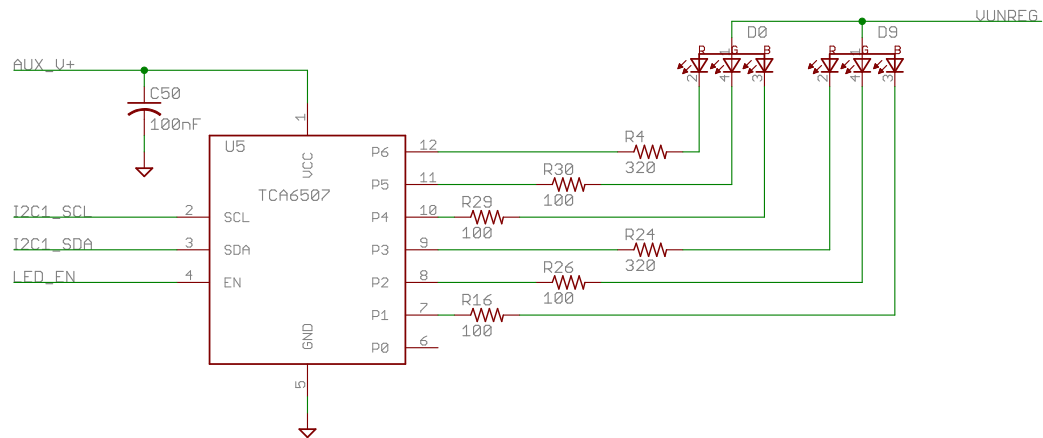 VUNREG
D0
D9
R
G
B
R
G
B
1
1
2
4
3
2
4
3
AUX_V+
C50
100nF
1
U5
VCC
TCA6507
P6
12
R4
320
P5
11
R30
100
I2C1_SCL
2
SCL
P4
10
R29
100
I2C1_SDA
3
SDA
P3
9
R24
320
LED_EN
4
EN
P2
8
R26
100
P1
7
R16
100
GND
P0
6
5